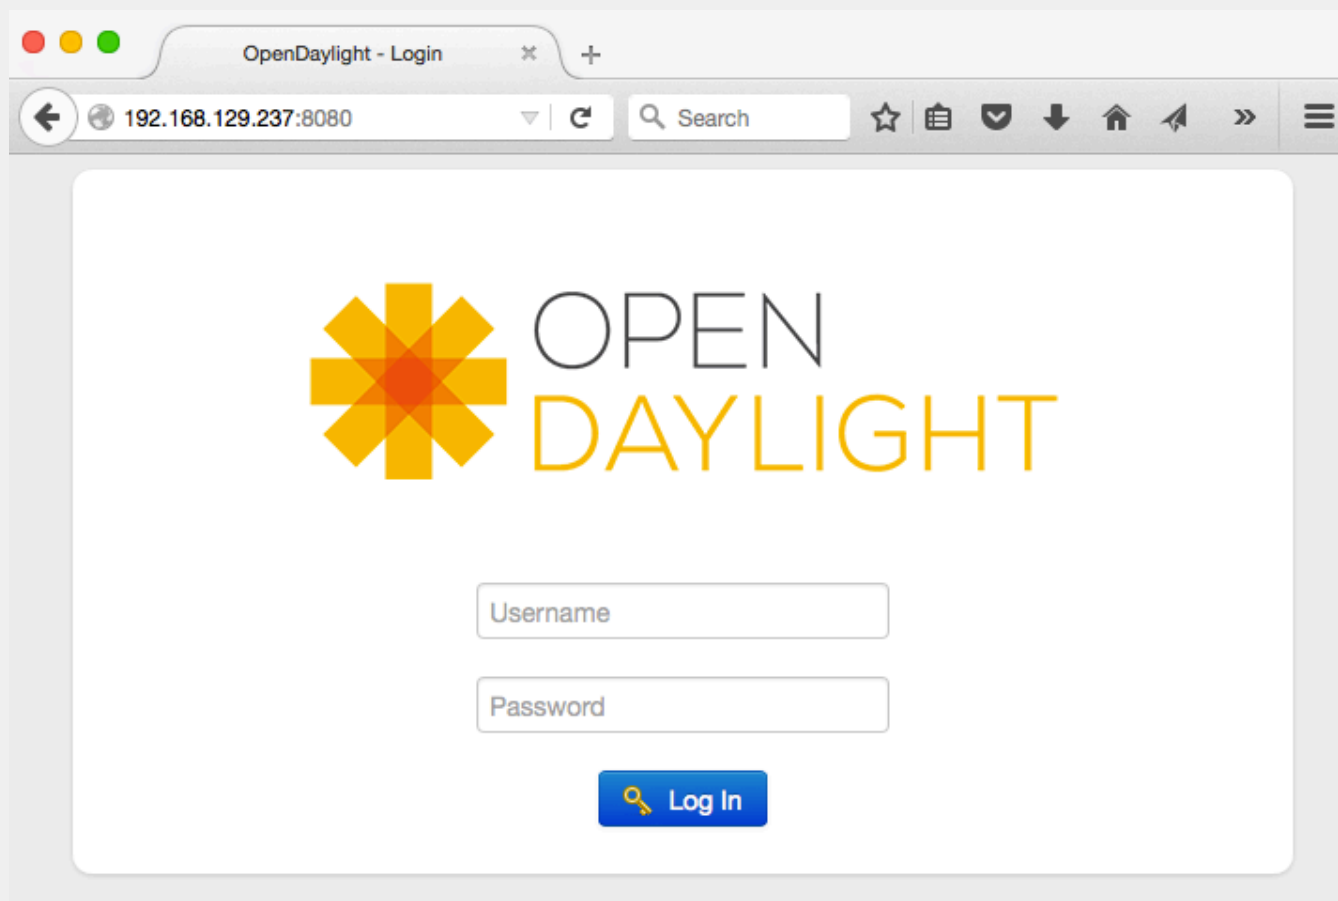 OpenDaylight - Login
192.168.129.237:8080
Search
OPEN
DAYLIGHT
Username
Password
Log In